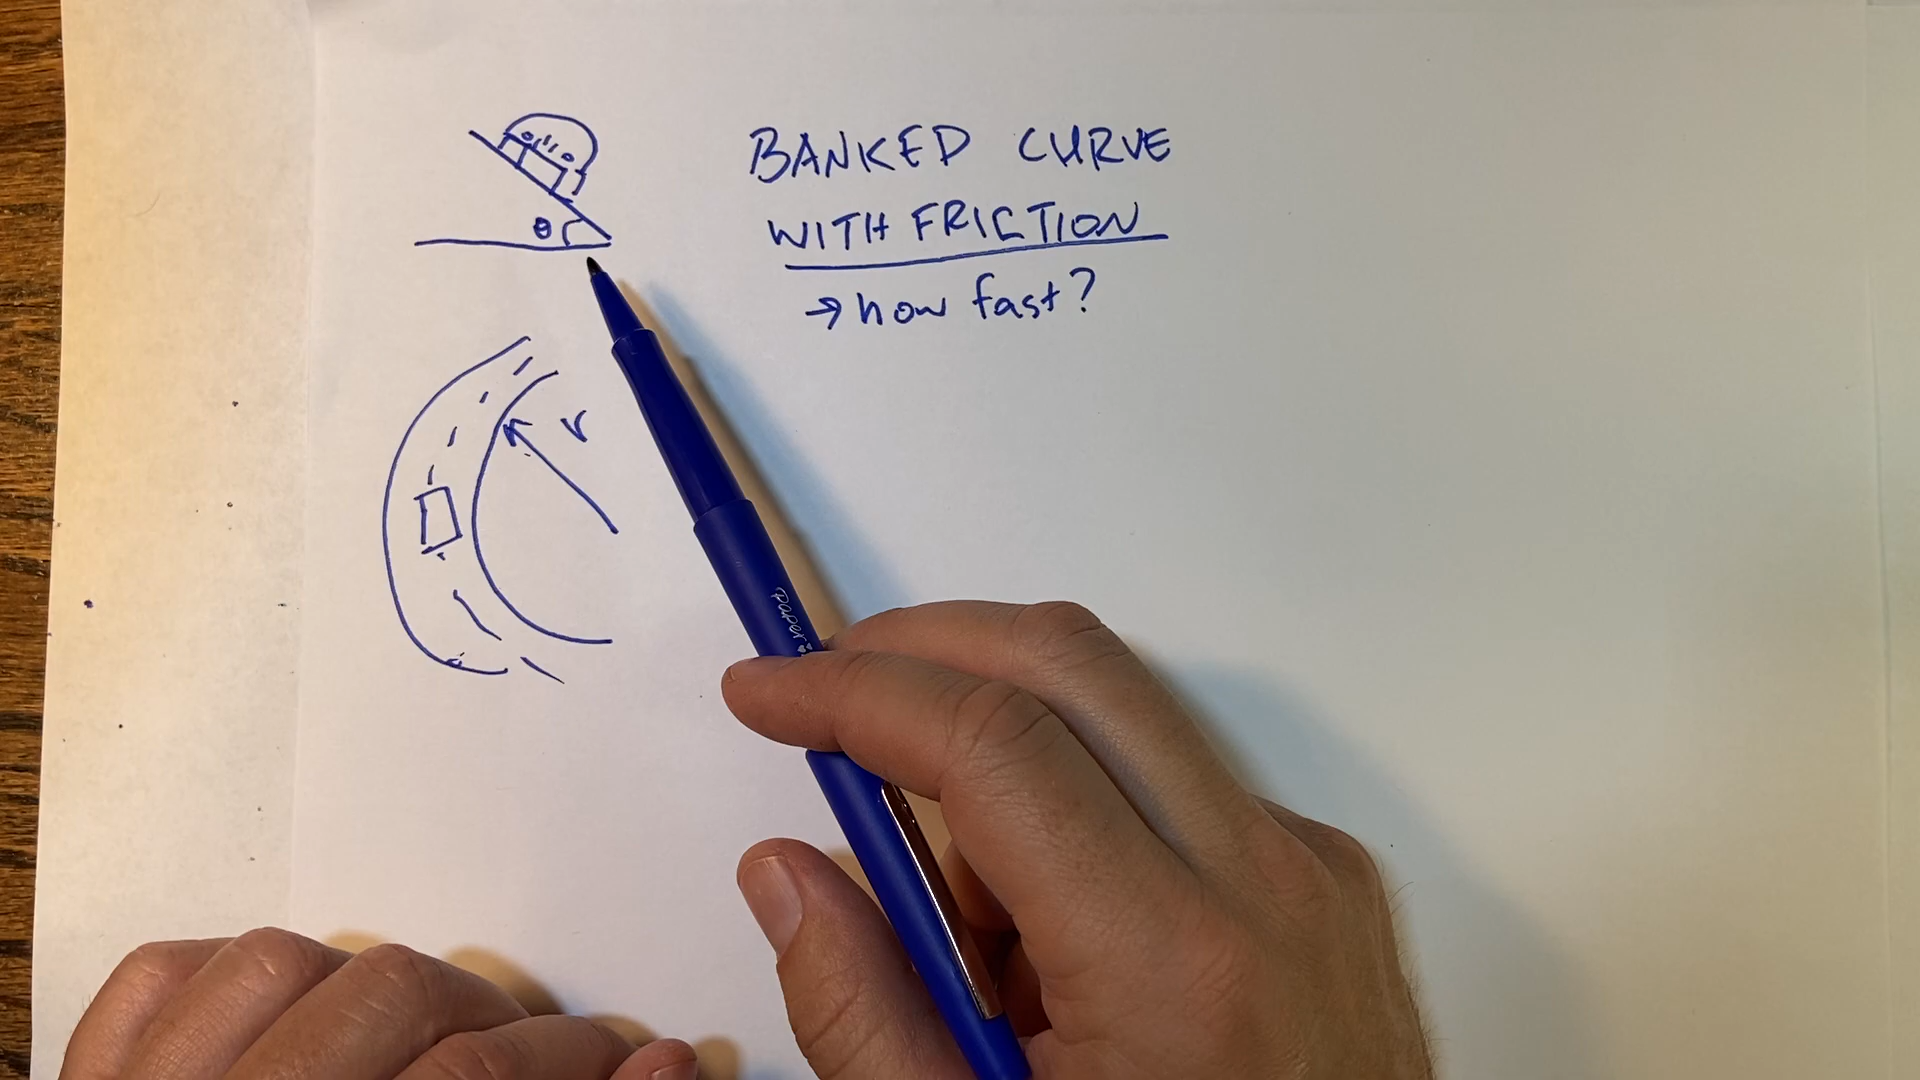 BANKED CURVE
WITH FRICTION
→ how fast?
θ
r
Paper